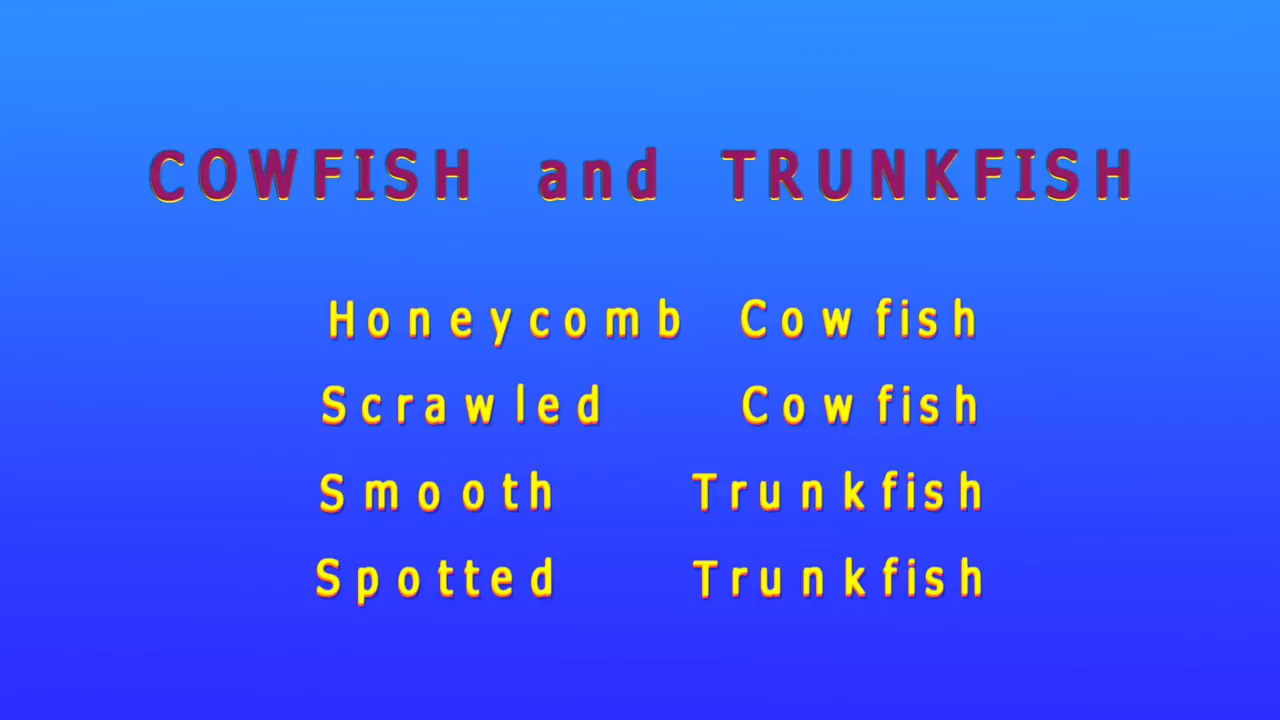 COWFISH and TRUNKFISH
Honeycomb Cowfish
Scrawled Cowfish
Smooth Trunkfish
Spotted Trunkfish